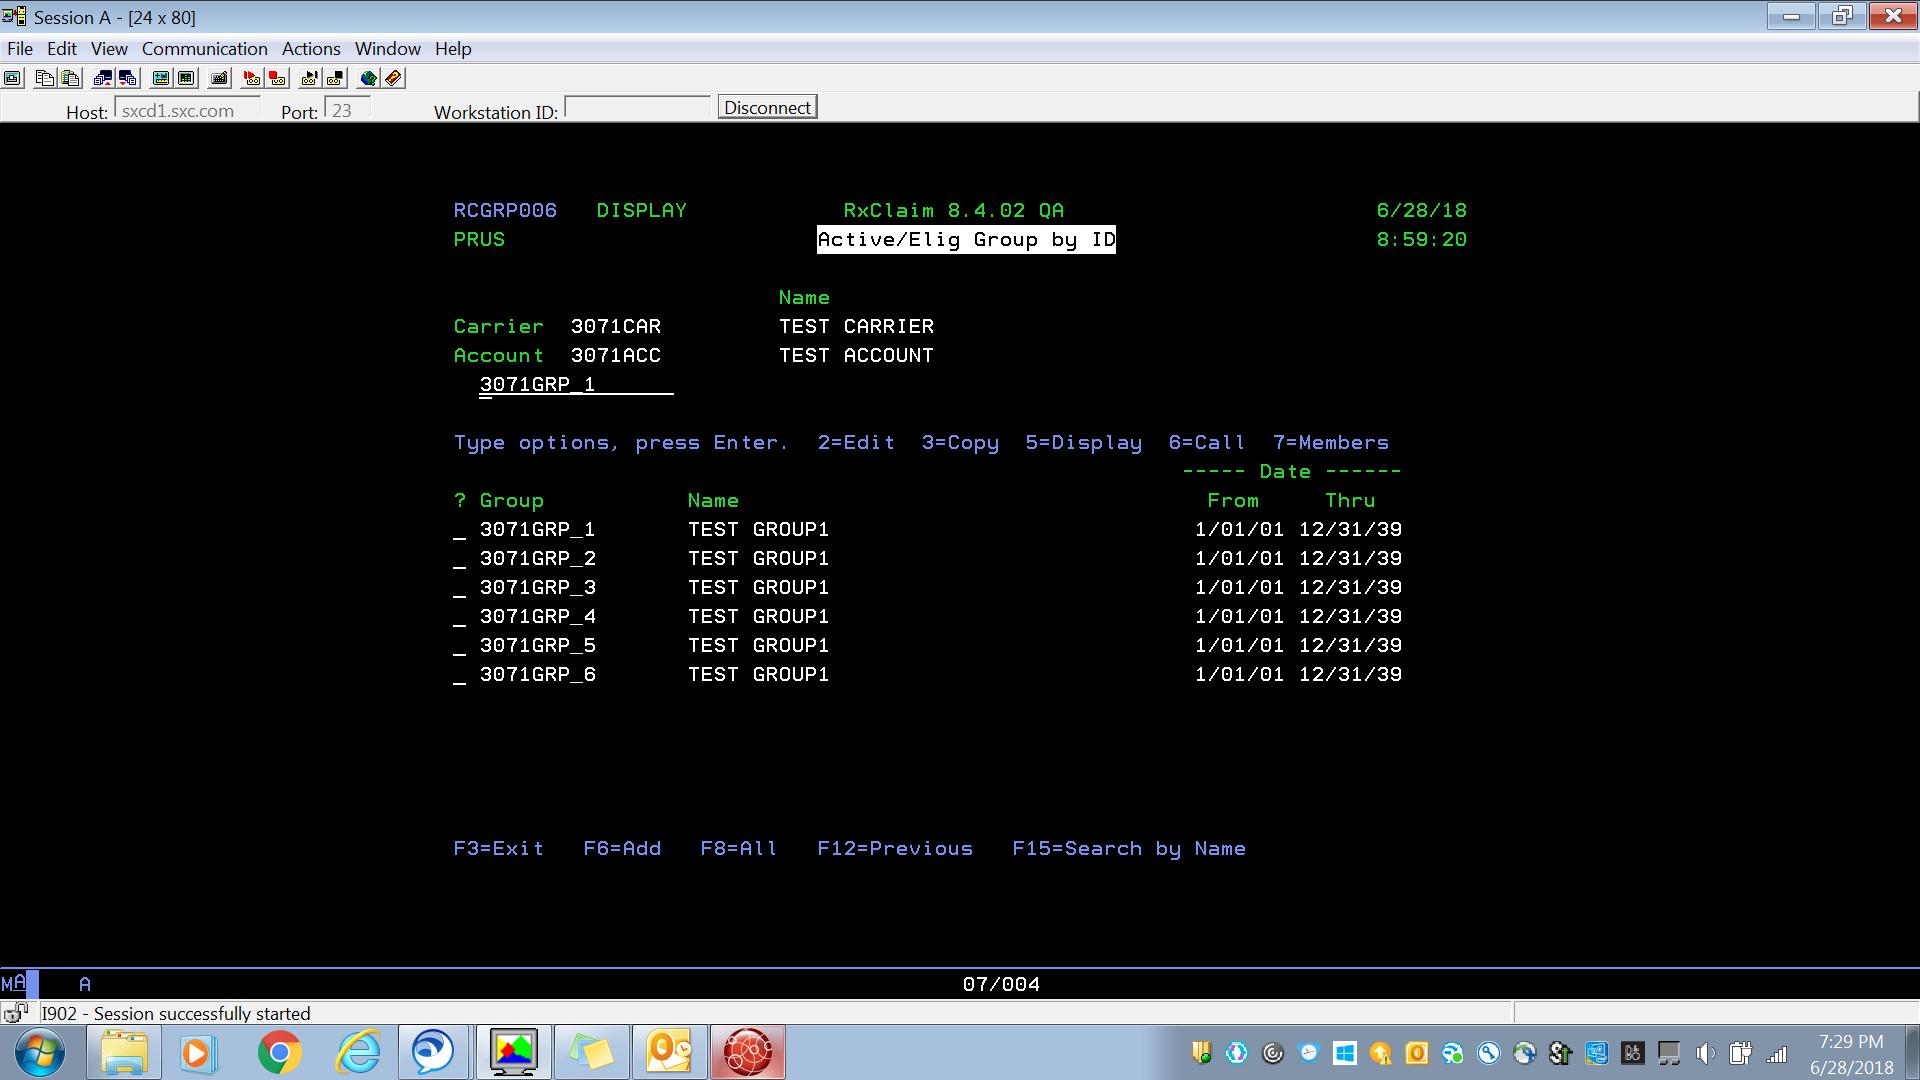 Session A - [24 x 80]
File Edit View Communication Actions Window Help
Host: sxcd1.sxc.com Port: 23 Workstation ID: Disconnect
RCGRP006 DISPLAY RxClaim 8.4.02 QA 6/28/18
PRUS Active/Elig Group by ID 8:59:20
Name
Carrier 3071CAR TEST CARRIER
Account 3071ACC TEST ACCOUNT
3071GRP_1
Type options, press Enter. 2=Edit 3=Copy 5=Display 6=Call 7=Members
----- Date ------
? Group Name From Thru
_ 3071GRP_1 TEST GROUP1 1/01/01 12/31/39
_ 3071GRP_2 TEST GROUP1 1/01/01 12/31/39
_ 3071GRP_3 TEST GROUP1 1/01/01 12/31/39
_ 3071GRP_4 TEST GROUP1 1/01/01 12/31/39
_ 3071GRP_5 TEST GROUP1 1/01/01 12/31/39
_ 3071GRP_6 TEST GROUP1 1/01/01 12/31/39
F3=Exit F6=Add F8=All F12=Previous F15=Search by Name
MA A 07/004
I902 - Session successfully started
7:29 PM
6/28/2018